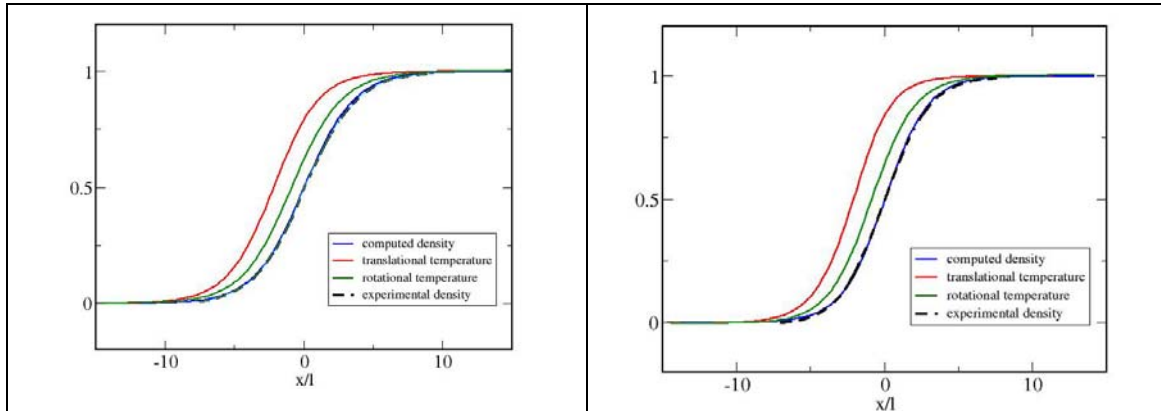 1
0.5
0
computed density
translational temperature
rotational temperature
experimental density
-10
0
10
x/l
1
0.5
0
computed density
translational temperature
rotational temperature
experimental density
-10
0
10
x/l